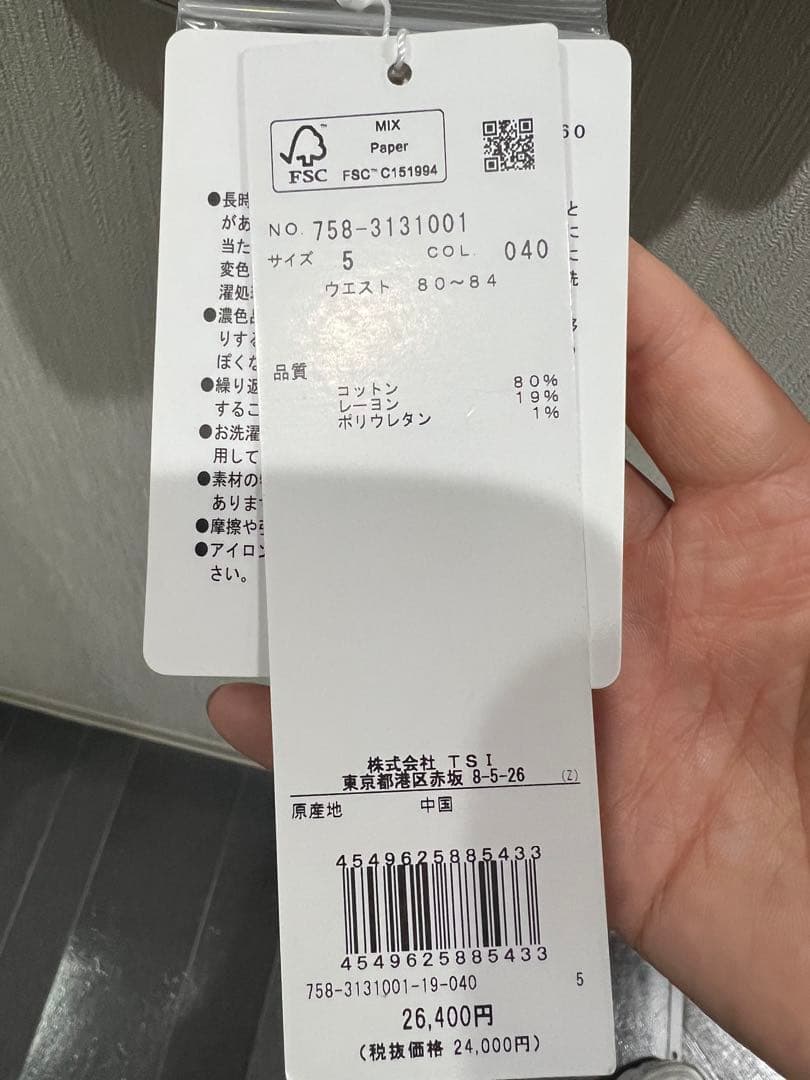 MIX
Paper
FSC™ C151994
FSC
60
NO. 758-3131001
サイズ 5 COL. 040
ウエスト 80〜84
品質
コットン 80%
レーヨン 19%
ポリウレタン 1%
●長時
があ
当た
変色
濯処
●濃色
りする
ぽくな
●繰り返
するこ
●お洗濯
用して
●素材の
ありま
●摩擦や
●アイロン
さい。
と
に
に
洗
株式会社 TSI
東京都港区赤坂 8-5-26 (Z)
原産地 中国
4549625885433
4549625885433
758-3131001-19-040 5
26,400円
(税抜価格 24,000円)